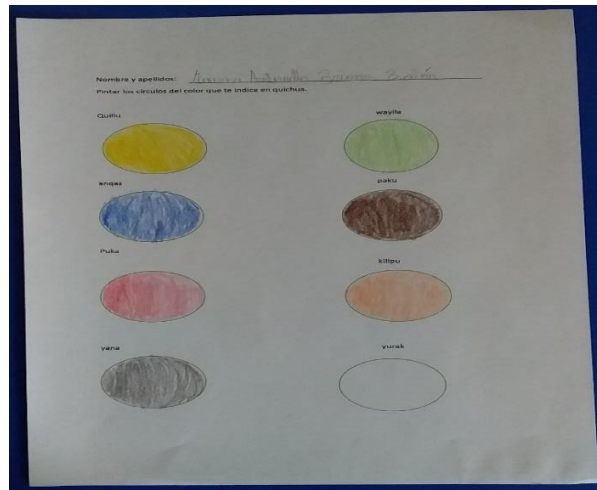 Nombre y apellidos:
Pintar los círculos del color que te indica en quichua.
Quillu
waylla
anqas
paku
Puka
killpu
yana
yurak